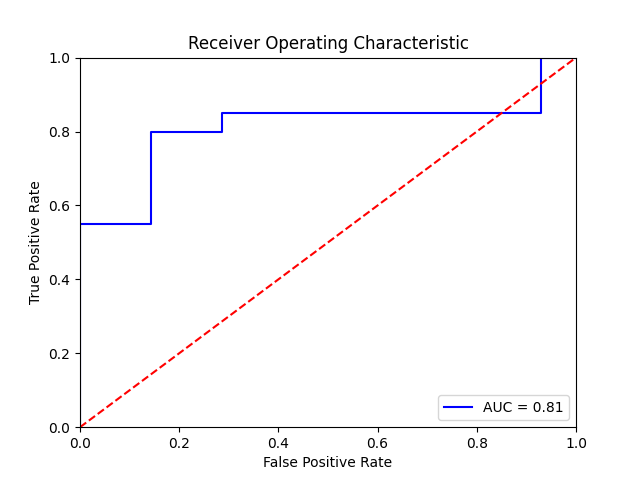 Receiver Operating Characteristic
1.0
0.8
0.6
0.4
0.2
0.0
True Positive Rate
AUC = 0.81
0.0 0.2 0.4 0.6 0.8 1.0
False Positive Rate